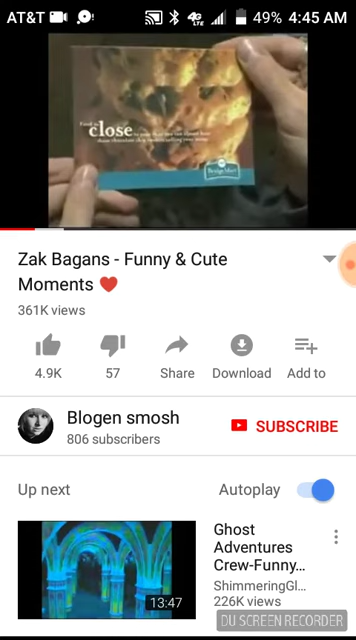 AT&T 4G LTE 49% 4:45 AM
close
Zak Bagans - Funny & Cute
Moments ❤️
361K views
4.9K 57 Share Download Add to
Blogen smosh
806 subscribers
SUBSCRIBE
Up next Autoplay
Ghost
Adventures
Crew-Funny...
ShimmeringGl...
226K views
13:47
DU SCREEN RECORDER